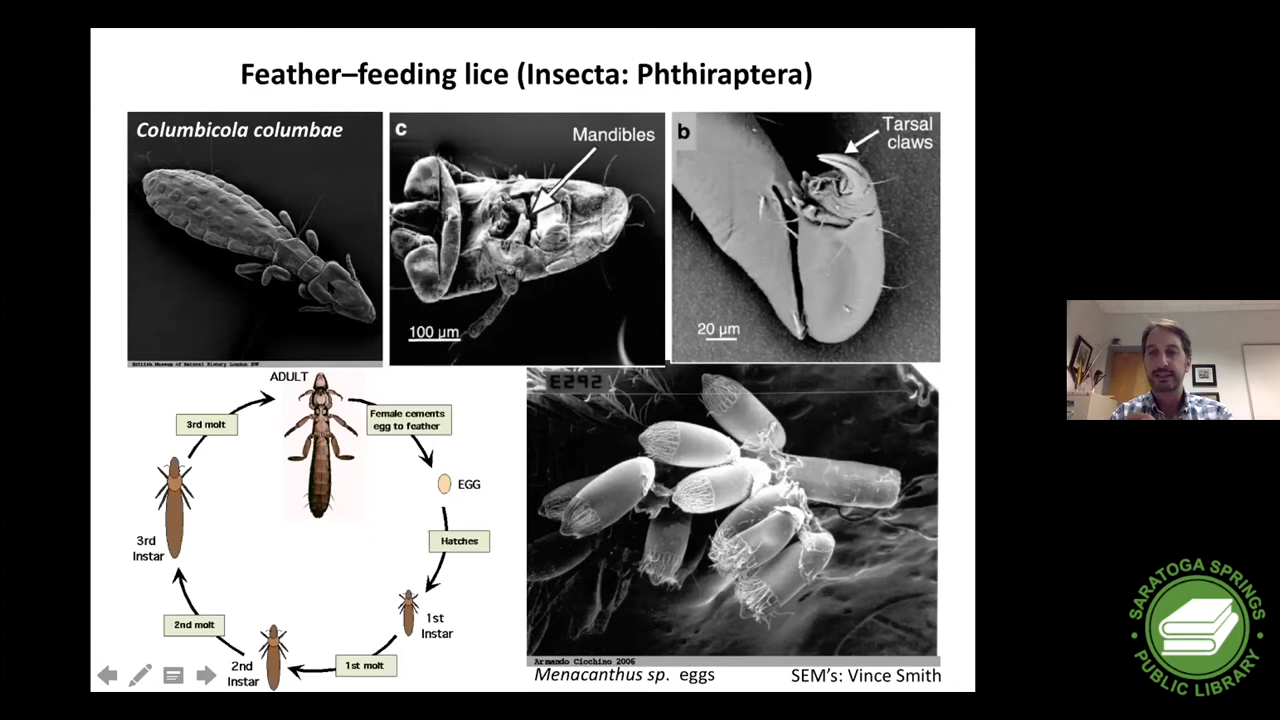 Feather–feeding lice (Insecta: Phthiraptera)
Columbicola columbae
British Museum of Natural History, London SW
c
Mandibles
100 µm
b
Tarsal
claws
20 µm
ADULT
Female cements
egg to feather
EGG
Hatches
1st
Instar
1st molt
2nd
Instar
2nd molt
3rd
Instar
3rd molt
E292
Armando Cicchino 2006
Menacanthus sp. eggs
SEM's: Vince Smith
SARATOGA SPRINGS
PUBLIC LIBRARY